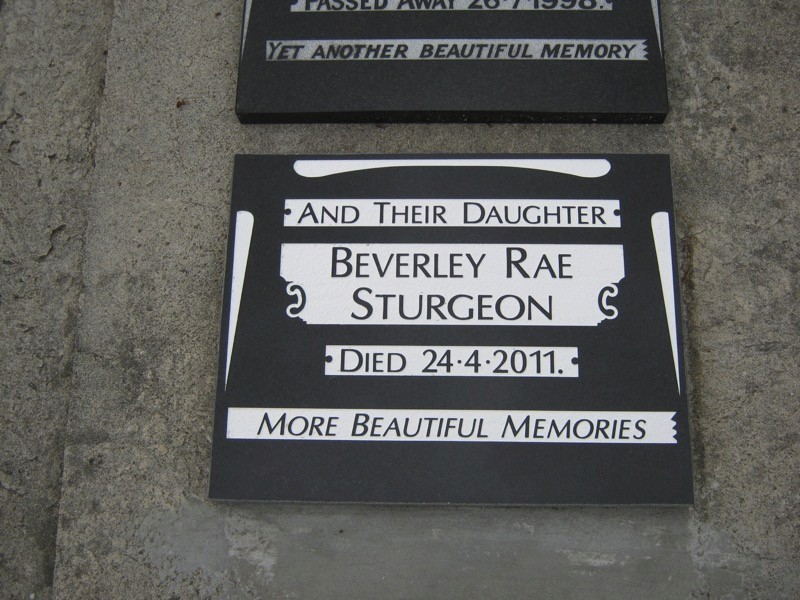 PASSED AWAY 26·7·1998.
YET ANOTHER BEAUTIFUL MEMORY
AND THEIR DAUGHTER
BEVERLEY RAE
STURGEON
DIED 24·4·2011.
MORE BEAUTIFUL MEMORIES